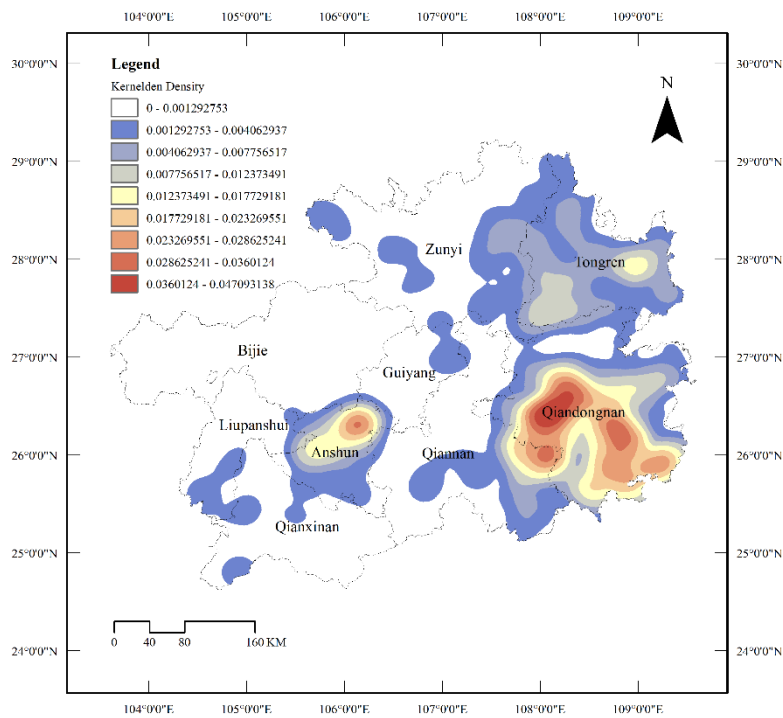 104°0'0"E 105°0'0"E 106°0'0"E 107°0'0"E 108°0'0"E 109°0'0"E
30°0'0"N
30°0'0"N
Legend
Kernelden Density
N
0 - 0.001292753
0.001292753 - 0.004062937
0.004062937 - 0.007756517
0.007756517 - 0.012373491
0.012373491 - 0.017729181
0.017729181 - 0.023269551
0.023269551 - 0.028625241
0.028625241 - 0.0360124
0.0360124 - 0.047093138
29°0'0"N
29°0'0"N
Zunyi
Tongren
28°0'0"N
28°0'0"N
27°0'0"N
27°0'0"N
Bijie
Guiyang
Liupanshui
Qiandongnan
Anshun
Qiannan
26°0'0"N
26°0'0"N
Qianxinan
25°0'0"N
25°0'0"N
0 40 80 160 KM
24°0'0"N
24°0'0"N
104°0'0"E 105°0'0"E 106°0'0"E 107°0'0"E 108°0'0"E 109°0'0"E